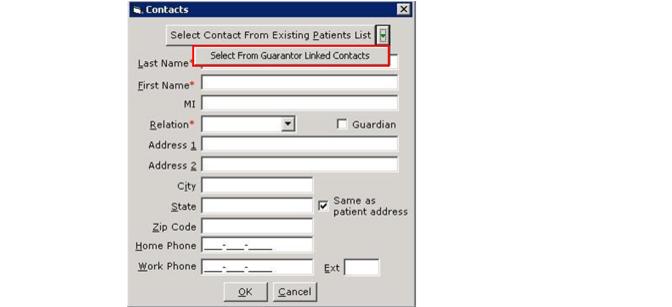 Contacts
Select Contact From Existing Patients List
Select From Guarantor Linked Contacts
Last Name*
First Name*
MI
Relation*
Guardian
Address 1
Address 2
City
State
Same as
patient address
Zip Code
Home Phone ___-___-____
Work Phone ___-___-____ Ext
OK Cancel